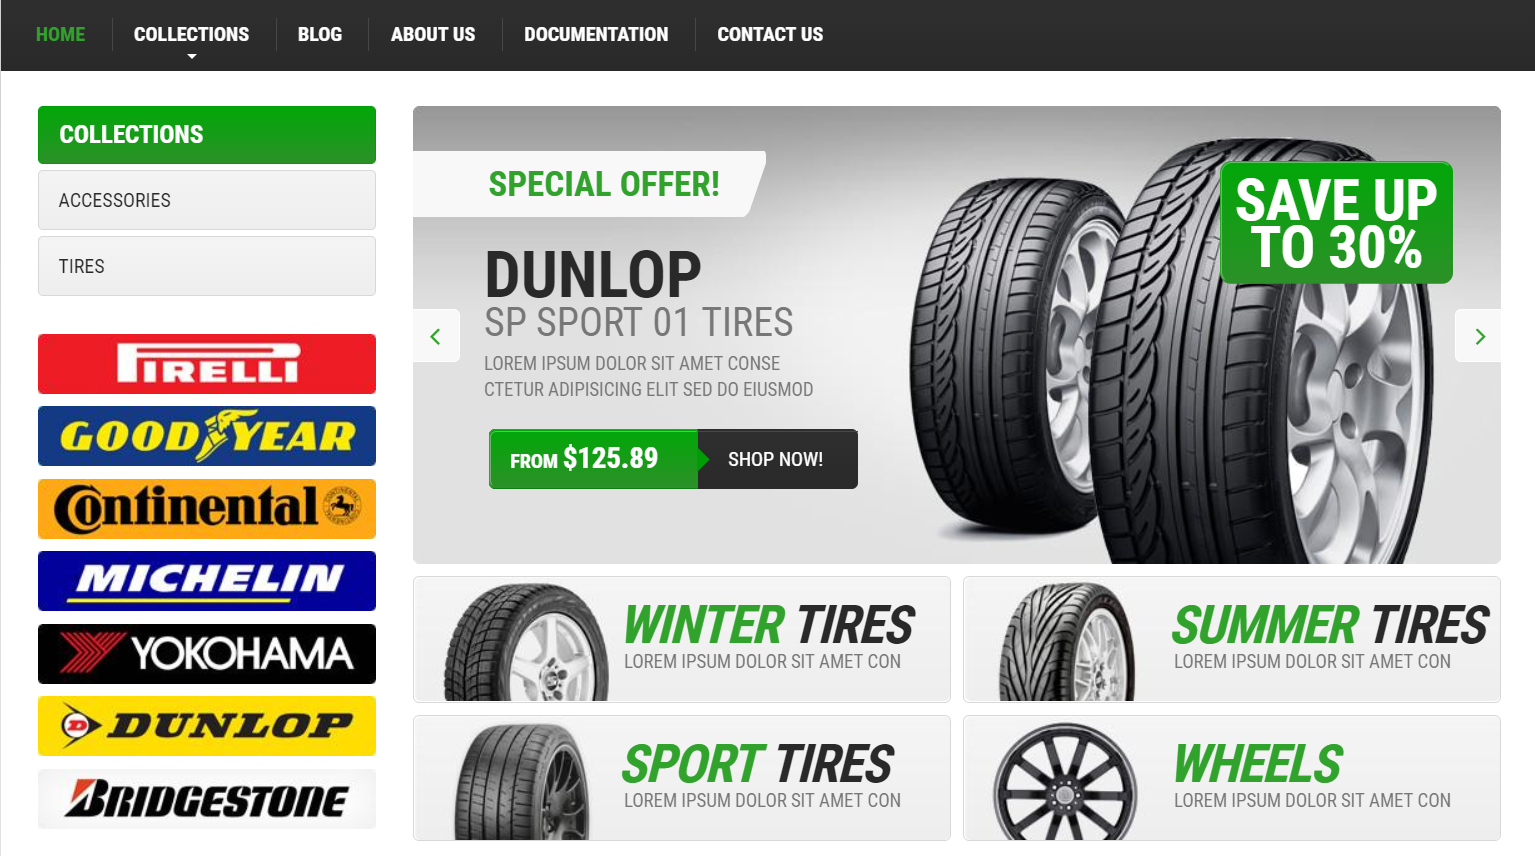 HOME
COLLECTIONS
BLOG
ABOUT US
DOCUMENTATION
CONTACT US
COLLECTIONS
ACCESSORIES
TIRES
PIRELLI
GOODYEAR
Continental
MICHELIN
YOKOHAMA
D DUNLOP
BRIDGESTONE
SPECIAL OFFER!
DUNLOP
SP SPORT 01 TIRES
LOREM IPSUM DOLOR SIT AMET CONSE
CTETUR ADIPISICING ELIT SED DO EIUSMOD
FROM $125.89
SHOP NOW!
SAVE UP
TO 30%
WINTER TIRES
LOREM IPSUM DOLOR SIT AMET CON
SUMMER TIRES
LOREM IPSUM DOLOR SIT AMET CON
SPORT TIRES
LOREM IPSUM DOLOR SIT AMET CON
WHEELS
LOREM IPSUM DOLOR SIT AMET CON